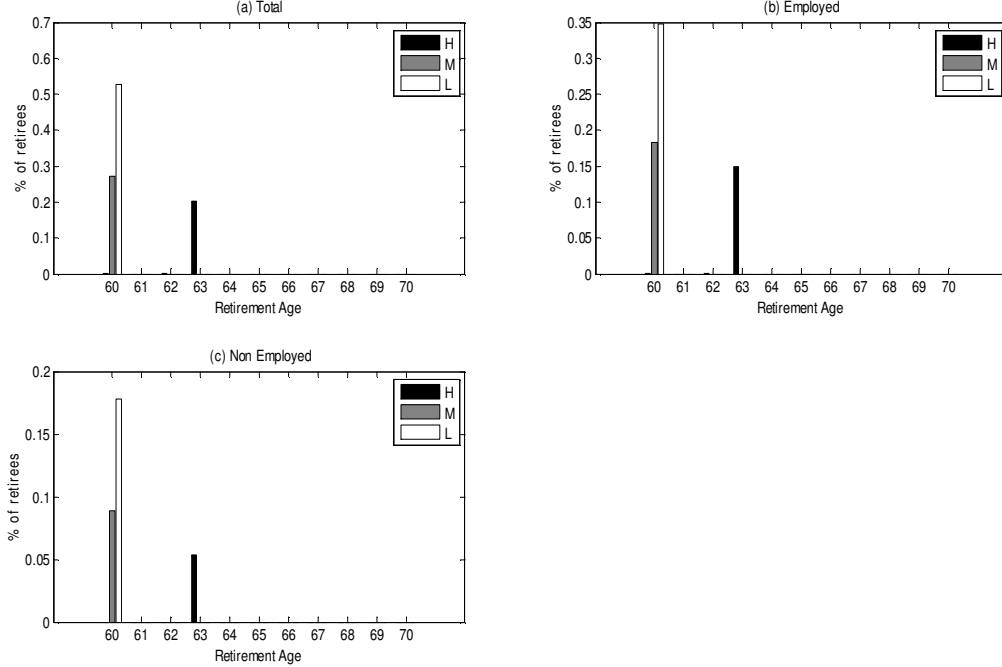 (a) Total
0.7
0.6
0.5
0.4
0.3
0.2
0.1
0
% of retirees
60 61 62 63 64 65 66 67 68 69 70
Retirement Age
H
M
L
(b) Employed
0.35
0.3
0.25
0.2
0.15
0.1
0.05
0
% of retirees
60 61 62 63 64 65 66 67 68 69 70
Retirement Age
H
M
L
(c) Non Employed
0.2
0.15
0.1
0.05
0
% of retirees
60 61 62 63 64 65 66 67 68 69 70
Retirement Age
H
M
L